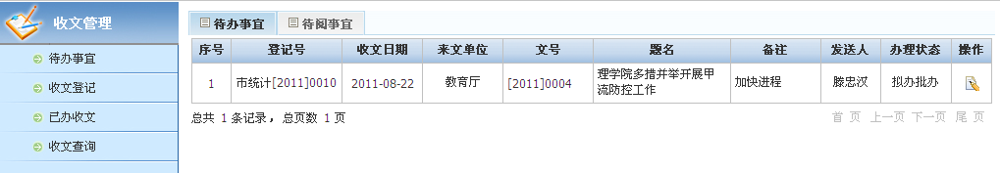 收文管理
待办事宜
收文登记
已办收文
收文查询
待办事宜 待阅事宜
序号 登记号 收文日期 来文单位 文号 题名 备注 发送人 办理状态 操作
1 市统计[2011]0010 2011-08-22 教育厅 [2011]0004 理学院多措并举开展甲 加快进程 滕忠汉 拟办批办
流防控工作
总共 1 条记录，总页数 1 页 首 页 上一页 下一页 尾 页